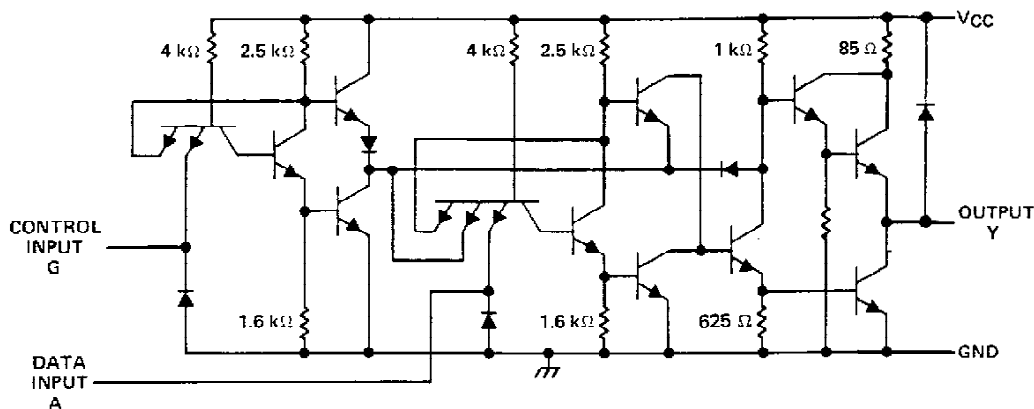 VCC
4 kΩ
2.5 kΩ
4 kΩ
2.5 kΩ
1 kΩ
85 Ω
CONTROL
INPUT
G
OUTPUT
Y
1.6 kΩ
1.6 kΩ
625 Ω
GND
DATA
INPUT
A